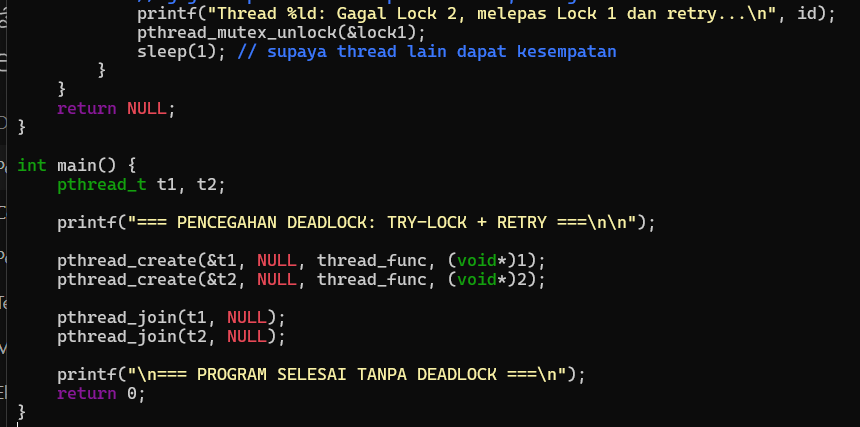 printf("Thread %ld: Gagal Lock 2, melepas Lock 1 dan retry...\n", id);
pthread_mutex_unlock(&lock1);
sleep(1); // supaya thread lain dapat kesempatan
}
}
return NULL;
}
int main() {
pthread_t t1, t2;
printf("=== PENCEGAHAN DEADLOCK: TRY-LOCK + RETRY ===\n\n");
pthread_create(&t1, NULL, thread_func, (void*)1);
pthread_create(&t2, NULL, thread_func, (void*)2);
pthread_join(t1, NULL);
pthread_join(t2, NULL);
printf("\n=== PROGRAM SELESAI TANPA DEADLOCK ===\n");
return 0;
}